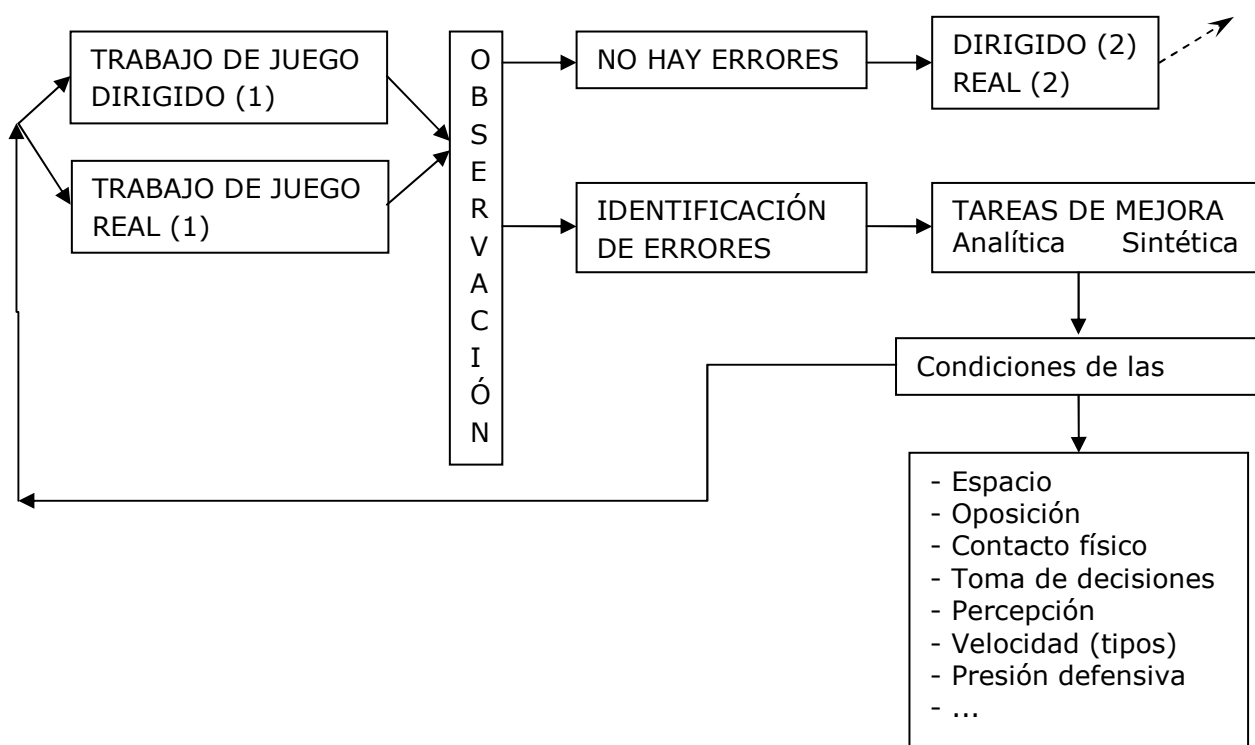 TRABAJO DE JUEGO
DIRIGIDO (1)
TRABAJO DE JUEGO
REAL (1)
O
B
S
E
R
V
A
C
I
Ó
N
NO HAY ERRORES
DIRIGIDO (2)
REAL (2)
IDENTIFICACIÓN
DE ERRORES
TAREAS DE MEJORA
Analítica Sintética
Condiciones de las
- Espacio
- Oposición
- Contacto físico
- Toma de decisiones
- Percepción
- Velocidad (tipos)
- Presión defensiva
- ...